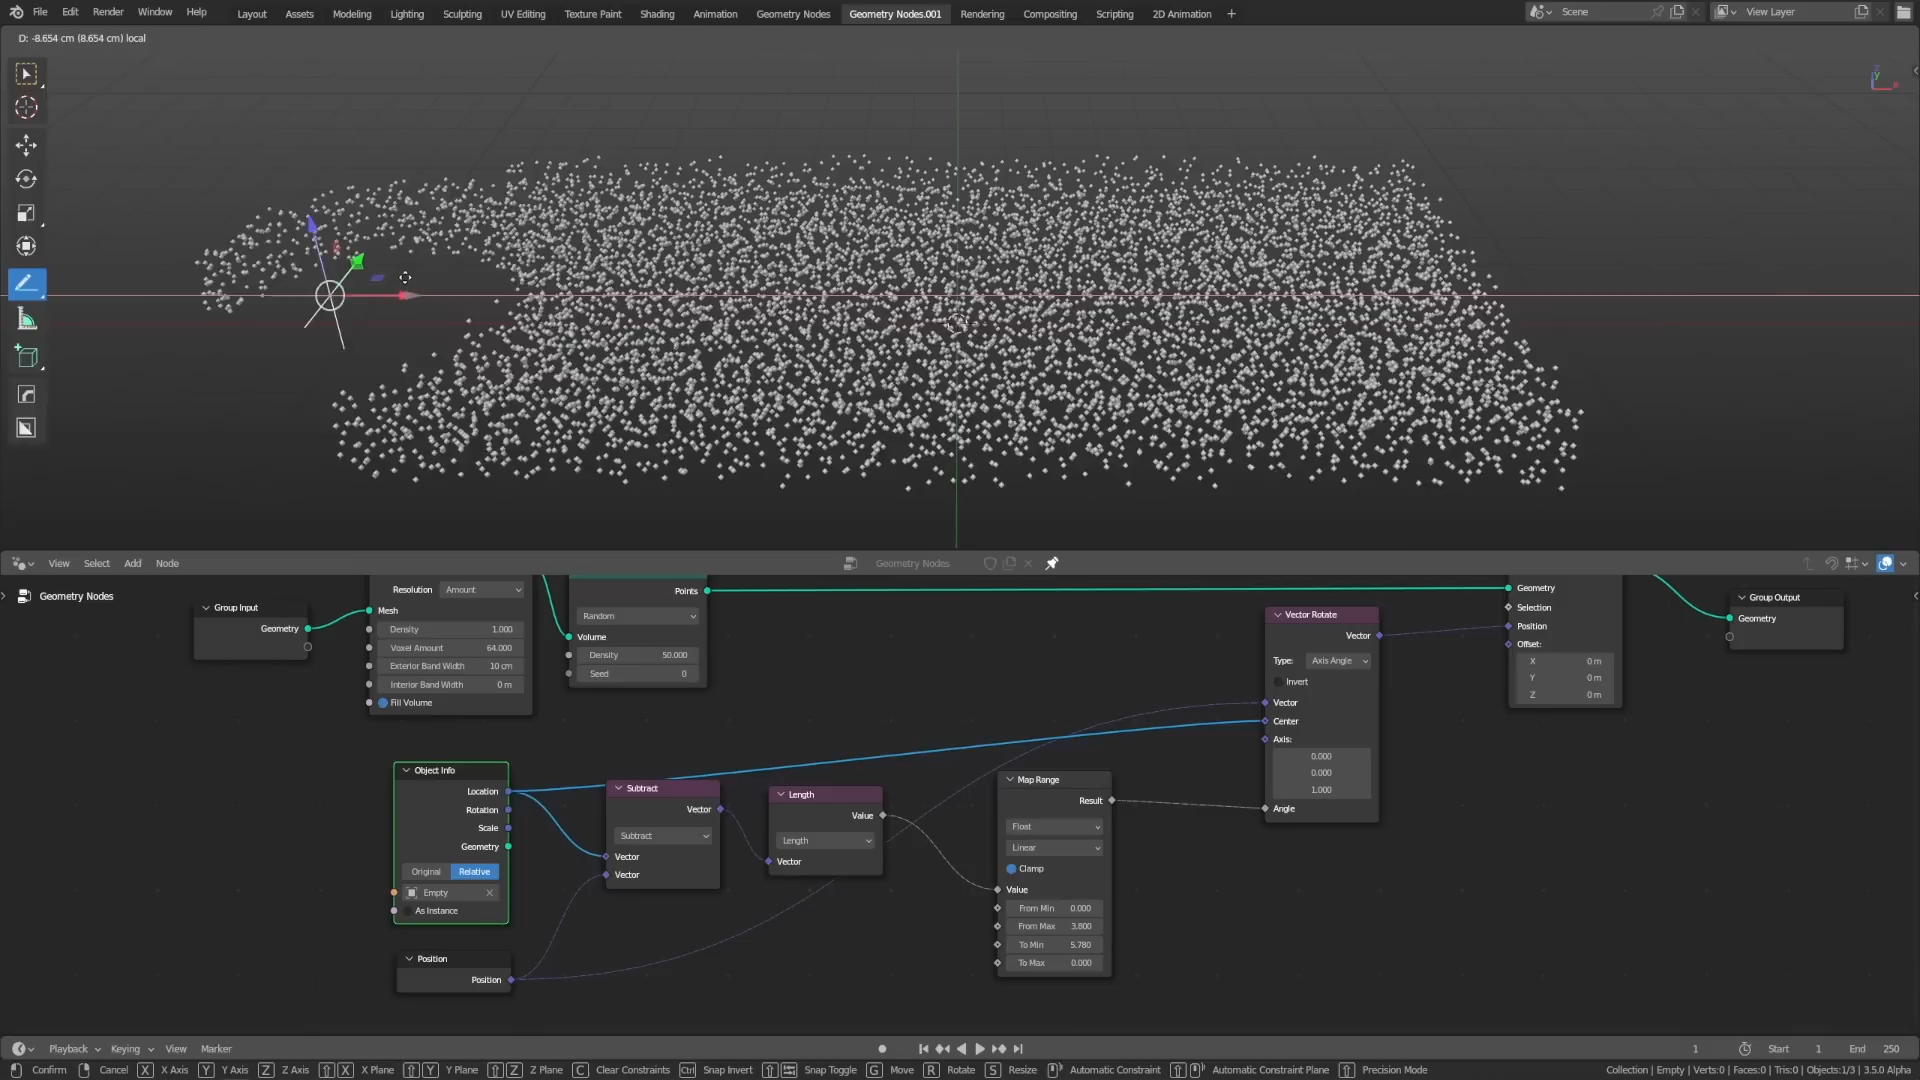 File Edit Render Window Help Layout Assets Modeling Lighting Sculpting UV Editing Texture Paint Shading Animation Geometry Nodes Geometry Nodes.001 Rendering Compositing Scripting 2D Animation + Scene View Layer
D: -8.654 cm (8.654 cm) local
View Select Add Node Geometry Nodes
Geometry Nodes
Group Input
Geometry
Resolution Amount
Mesh
Density 1.000
Voxel Amount 64.000
Exterior Band Width 10 cm
Interior Band Width 0 m
Fill Volume
Points
Random
Volume
Density 50.000
Seed 0
Vector Rotate
Vector
Type: Axis Angle
Invert
Vector
Center
Axis:
0.000
0.000
1.000
Angle
Geometry
Selection
Position
Offset:
X 0 m
Y 0 m
Z 0 m
Group Output
Geometry
Object Info
Location
Rotation
Scale
Geometry
Original Relative
Empty
As Instance
Position
Position
Subtract
Vector
Subtract
Vector
Vector
Length
Value
Length
Vector
Map Range
Result
Float
Linear
Clamp
Value
From Min 0.000
From Max 3.800
To Min 5.780
To Max 0.000
Playback Keying View Marker 1 Start 1 End 250
Confirm Cancel X X Axis Y Y Axis Z Z Axis X X Plane Y Y Plane Z Z Plane C Clear Constraints Ctrl Snap Invert Snap Toggle G Move R Rotate S Resize Automatic Constraint Automatic Constraint Plane Precision Mode Collection | Empty | Verts:0 | Faces:0 | Tris:0 | Objects:1/3 | 3.5.0 Alpha